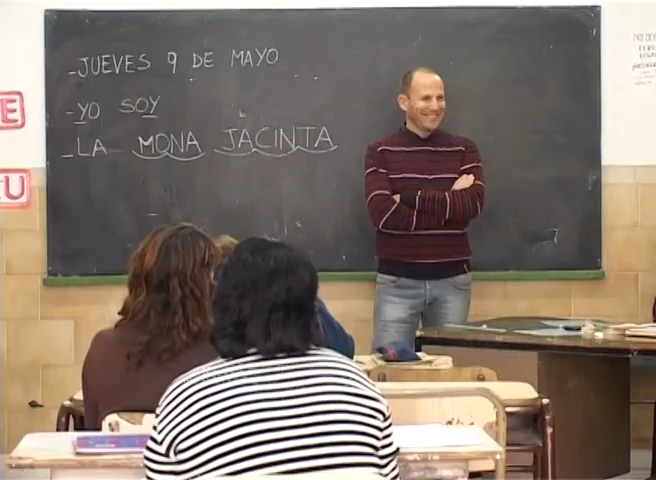 - JUEVES 9 DE MAYO
- YO SOY
- LA MONA JACINTA
E
U